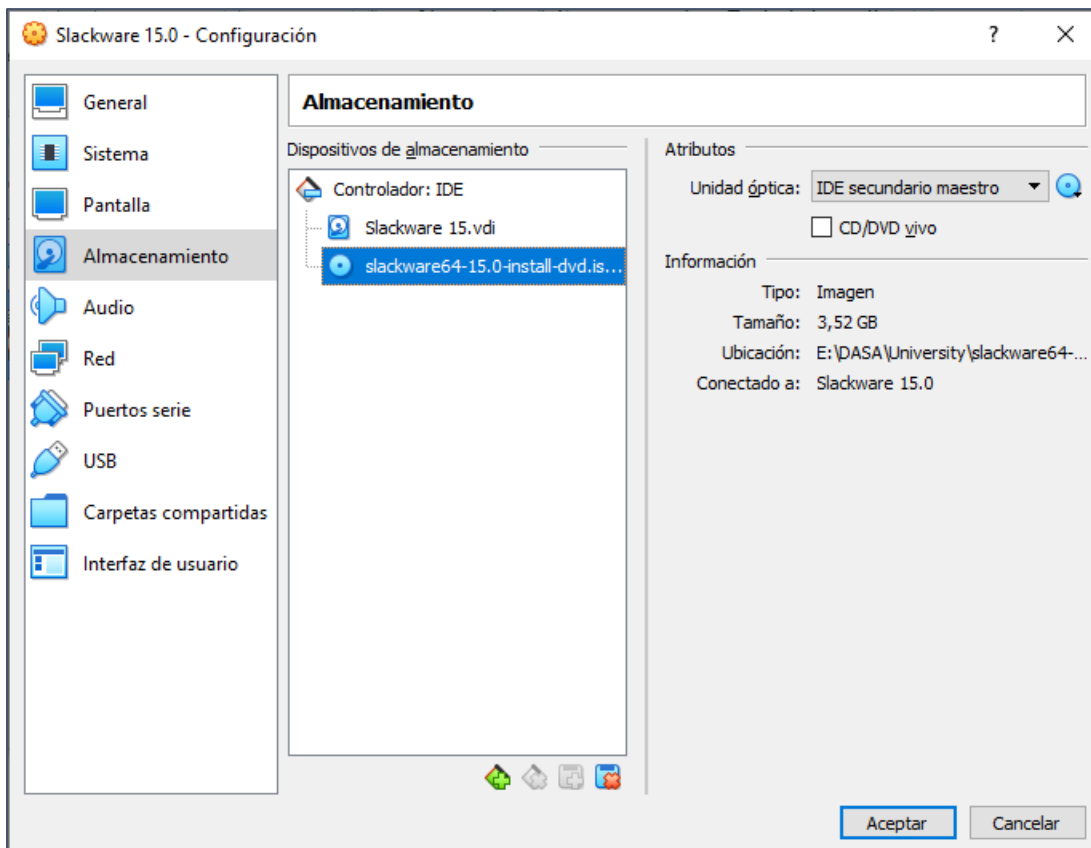 Slackware 15.0 - Configuración
?
General
Sistema
Pantalla
Almacenamiento
Audio
Red
Puertos serie
USB
Carpetas compartidas
Interfaz de usuario
Almacenamiento
Dispositivos de almacenamiento
Controlador: IDE
Slackware 15.vdi
slackware64-15.0-install-dvd.is...
Atributos
Unidad óptica: IDE secundario maestro
CD/DVD vivo
Información
Tipo: Imagen
Tamaño: 3,52 GB
Ubicación: E:\DASA\University\slackware64-...
Conectado a: Slackware 15.0
Aceptar
Cancelar